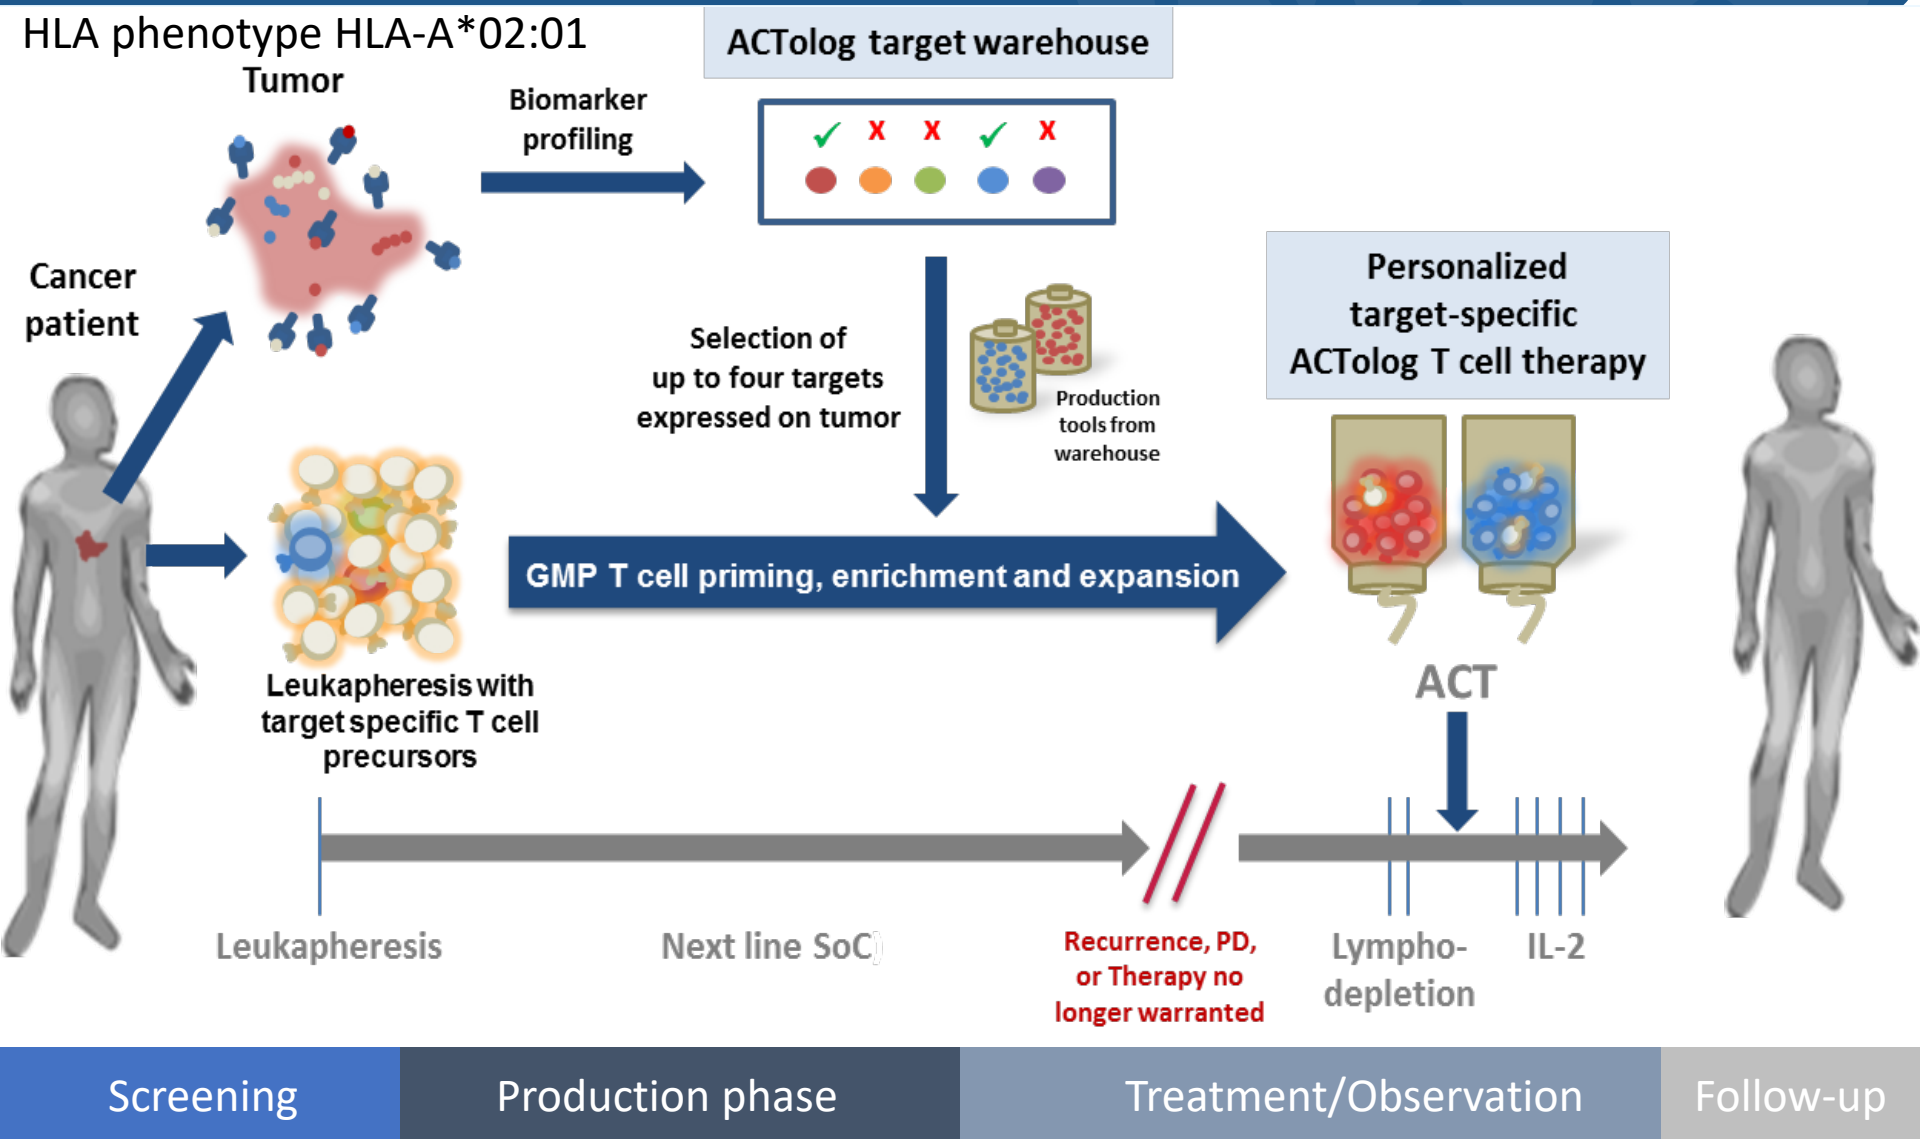 HLA phenotype HLA-A*02:01
Tumor
ACTolog target warehouse
Biomarker
profiling
✓ X X ✓ X
Cancer
patient
Selection of
up to four targets
expressed on tumor
Production
tools from
warehouse
Personalized
target-specific
ACTolog T cell therapy
GMP T cell priming, enrichment and expansion
Leukapheresis with
target specific T cell
precursors
ACT
Leukapheresis
Next line SoC)
Recurrence, PD,
or Therapy no
longer warranted
Lympho-
depletion
IL-2
Screening
Production phase
Treatment/Observation
Follow-up